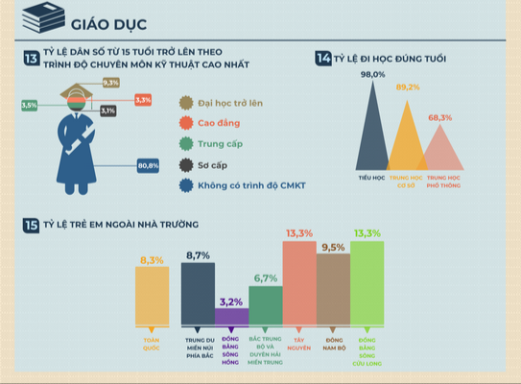 GIÁO DỤC
13 TỶ LỆ DÂN SỐ TỪ 15 TUỔI TRỞ LÊN THEO
TRÌNH ĐỘ CHUYÊN MÔN KỸ THUẬT CAO NHẤT
9,3%
3,3%
3,5%
3,1%
80,8%
Đại học trở lên
Cao đẳng
Trung cấp
Sơ cấp
Không có trình độ CMKT
14 TỶ LỆ ĐI HỌC ĐÚNG TUỔI
98,0%
89,2%
68,3%
TIỂU HỌC
TRUNG HỌC
CƠ SỞ
TRUNG HỌC
PHỔ THÔNG
15 TỶ LỆ TRẺ EM NGOÀI NHÀ TRƯỜNG
8,3%
8,7%
3,2%
6,7%
13,3%
9,5%
13,3%
TOÀN
QUỐC
TRUNG DU
MIỀN NÚI
PHÍA BẮC
ĐỒNG
BẰNG
SÔNG
HỒNG
BẮC TRUNG
BỘ VÀ
DUYÊN HẢI
MIỀN TRUNG
TÂY
NGUYÊN
ĐÔNG
NAM BỘ
ĐỒNG
BẰNG
SÔNG
CỬU LONG